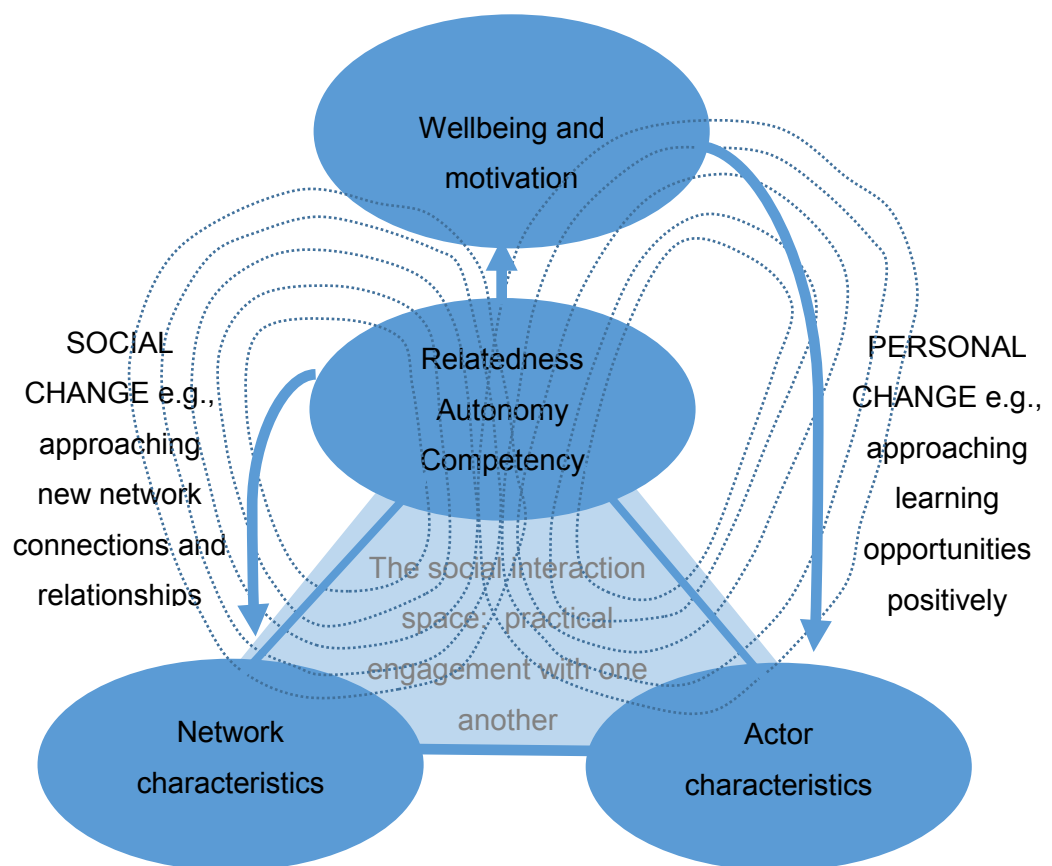 Wellbeing and
motivation
SOCIAL
CHANGE e.g.,
approaching
new network
connections and
relationships
Relatedness
Autonomy
Competency
PERSONAL
CHANGE e.g.,
approaching
learning
opportunities
positively
The social interaction
space:  practical
engagement with one
another
Network
characteristics
Actor
characteristics